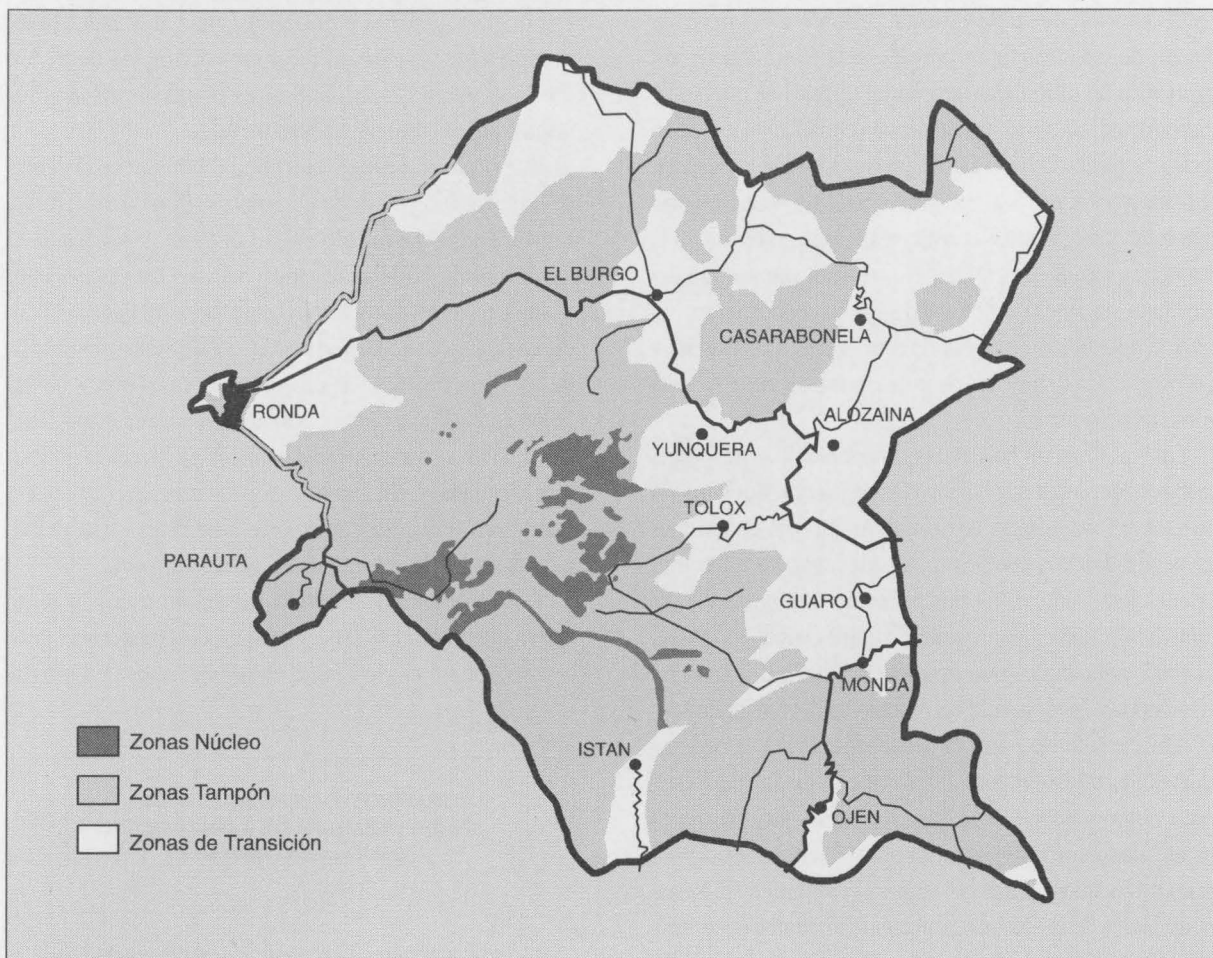 EL BURGO
CASARABONELA
RONDA
ALOZAINA
YUNQUERA
TOLOX
PARAUTA
GUARO
MONDA
ISTAN
OJEN
Zonas Núcleo
Zonas Tampón
Zonas de Transición